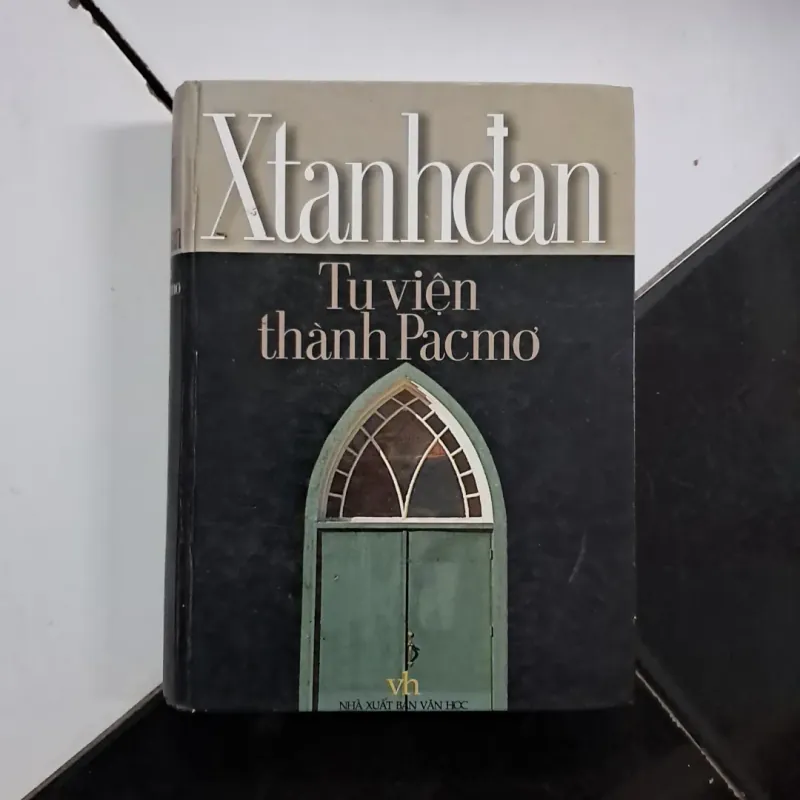 Xtanhđan
Tu viện
thành Pacmơ
vh
NHÀ XUẤT BẢN VĂN HỌC